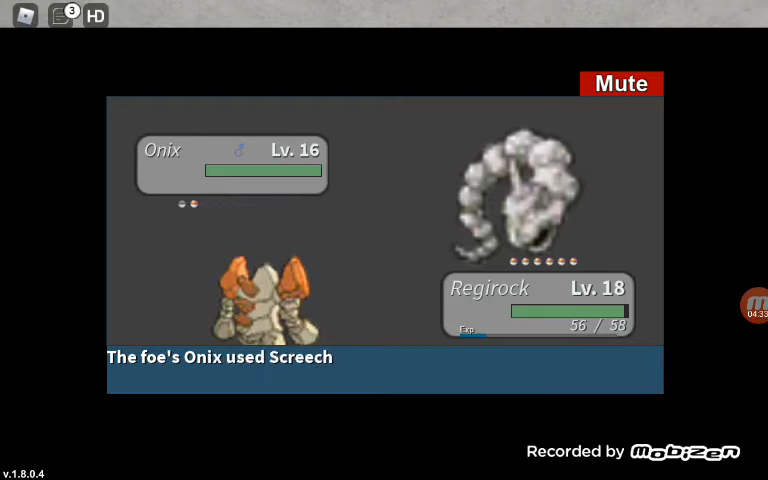 3
HD
Mute
Onix ♂ Lv. 16
Regirock Lv. 18
56 / 58
Exp
04:33
The foe's Onix used Screech
Recorded by mobizen
v.1.8.0.4